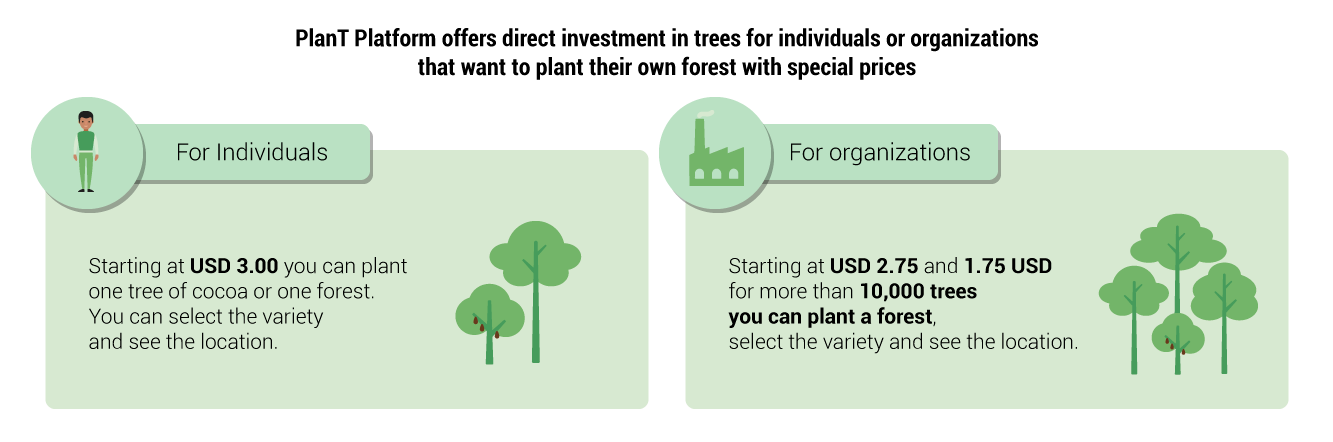 PlanT Platform offers direct investment in trees for individuals or organizations
that want to plant their own forest with special prices
For Individuals
Starting at USD 3.00 you can plant
one tree of cocoa or one forest.
You can select the variety
and see the location.
For organizations
Starting at USD 2.75 and 1.75 USD
for more than 10,000 trees
you can plant a forest,
select the variety and see the location.